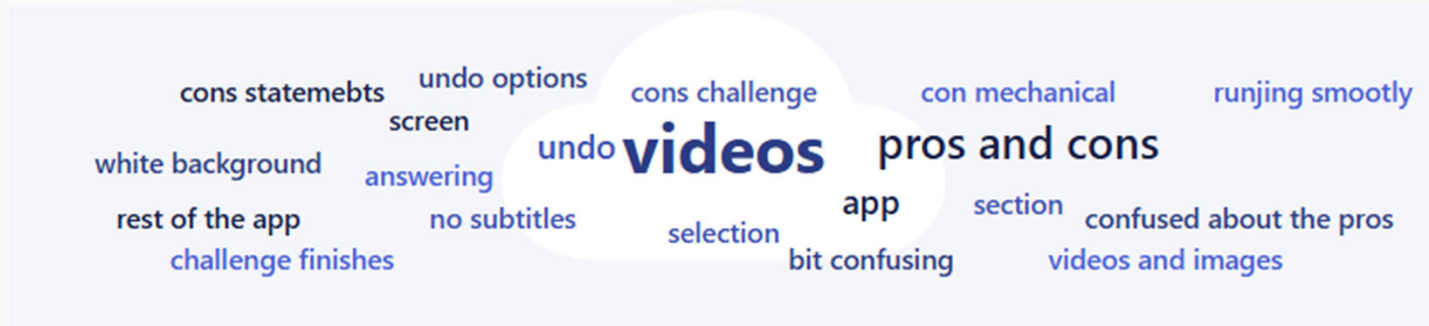 undo options
cons statemebts
cons challenge
con mechanical
runjing smootly
screen
undo
videos
pros and cons
white background
answering
app
section
rest of the app
no subtitles
confused about the pros
selection
challenge finishes
bit confusing
videos and images